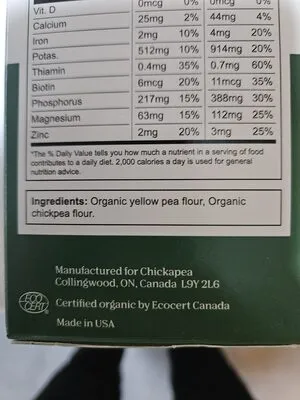 Vit. D 0mcg 0% 0mcg 0%
Calcium 25mg 2% 44mg 4%
Iron 2mg 10% 4mg 20%
Potas. 512mg 10% 914mg 20%
Thiamin 0.4mg 35% 0.7mg 60%
Biotin 6mcg 20% 11mcg 35%
Phosphorus 217mg 15% 388mg 30%
Magnesium 63mg 15% 112mg 25%
Zinc 2mg 20% 3mg 25%
*The % Daily Value tells you how much a nutrient in a serving of food
contributes to a daily diet. 2,000 calories a day is used for general
nutrition advice.
Ingredients: Organic yellow pea flour, Organic
chickpea flour.
Manufactured for Chickapea
Collingwood, ON, Canada L9Y 2L6
ECO
CERT
Certified organic by Ecocert Canada
Made in USA